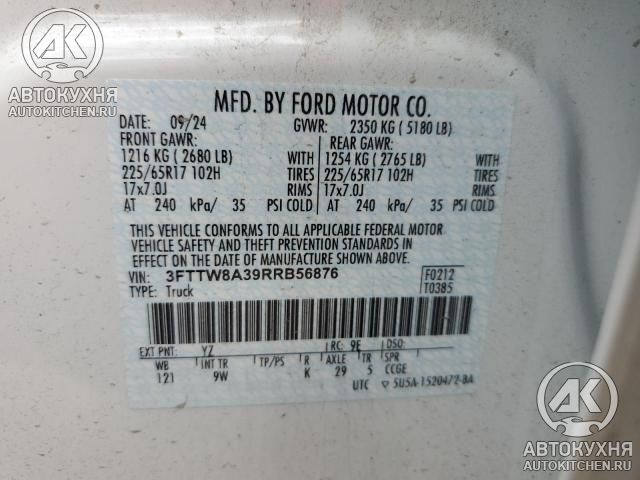 AK
АВТОКУХНЯ
AUTOKITCHEN.RU
MFD. BY FORD MOTOR CO.
DATE: 09/24 GVWR: 2350 KG ( 5180 LB)
FRONT GAWR: REAR GAWR:
1216 KG ( 2680 LB) WITH 1254 KG ( 2765 LB) WITH
225/65R17 102H TIRES 225/65R17 102H TIRES
17x7.0J RIMS 17x7.0J RIMS
AT 240 kPa/ 35 PSI COLD AT 240 kPa/ 35 PSI COLD
THIS VEHICLE CONFORMS TO ALL APPLICABLE FEDERAL MOTOR
VEHICLE SAFETY AND THEFT PREVENTION STANDARDS IN
EFFECT ON THE DATE OF MANUFACTURE SHOWN ABOVE.
VIN: 3FTTW8A39RRB56876 F0212
TYPE: Truck T0385
EXT PNT: YZ RC: 9E DSO:
WB INT TR TP/PS R AXLE TR SPR
121 9W K 29 5 CCGE
UTC 5U5A-1520472-BA
AK
АВТОКУХНЯ
AUTOKITCHEN.RU